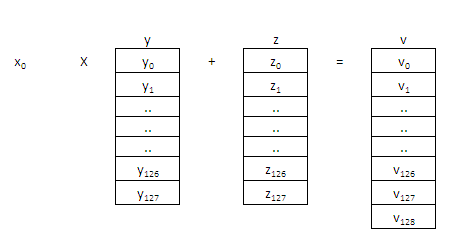 y z v
x₀ X y₀ + z₀ = v₀
y₁ z₁ v₁
.. .. ..
.. .. ..
.. .. ..
y₁₂₆ z₁₂₆ v₁₂₆
y₁₂₇ z₁₂₇ v₁₂₇
v₁₂₈